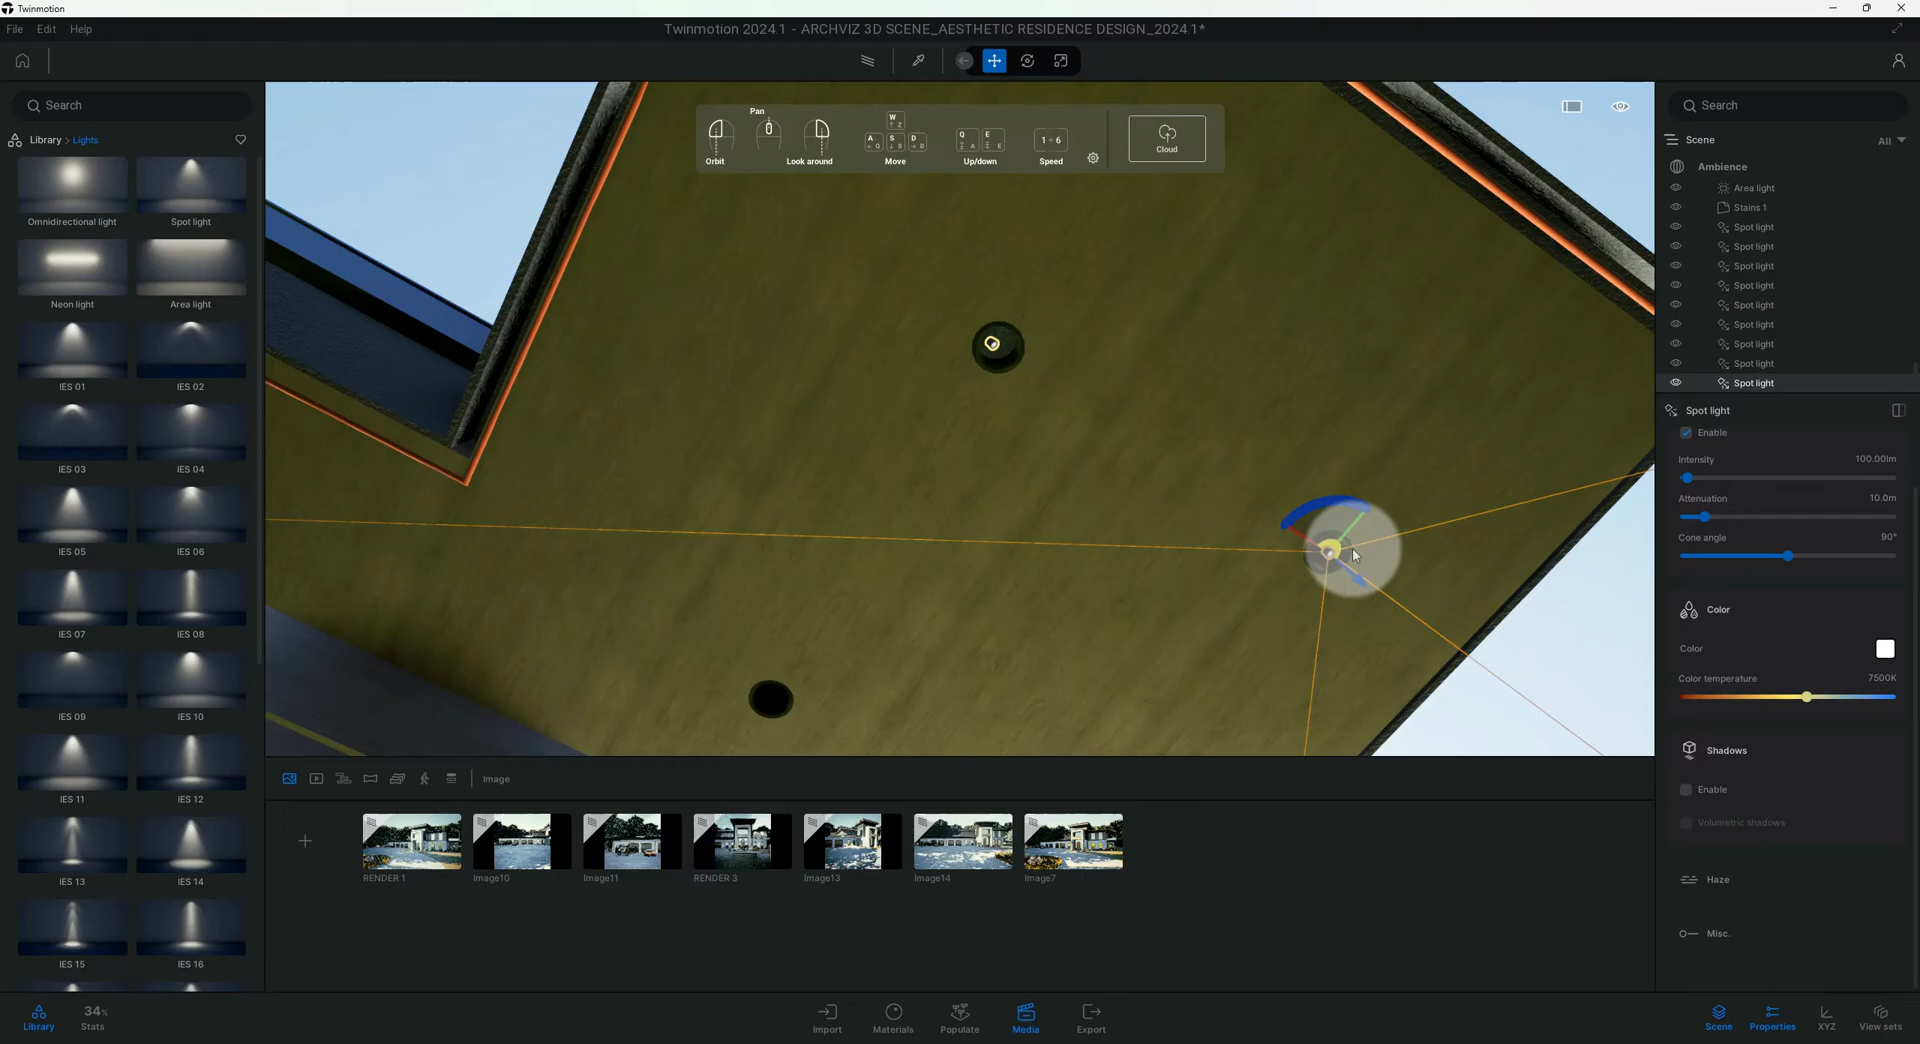 Twinmotion
File Edit Help
Twinmotion 2024.1 - ARCHVIZ 3D SCENE_AESTHETIC RESIDENCE DESIGN_2024.1*
Search
Library > Lights
Omnidirectional light
Spot light
Neon light
Area light
IES 01
IES 02
IES 03
IES 04
IES 05
IES 06
IES 07
IES 08
IES 09
IES 10
IES 11
IES 12
IES 13
IES 14
IES 15
IES 16
Pan
Orbit
Look around
W
Z
A S D
Q S D
Move
Q E
A E
Up/down
1 6
Speed
Cloud
Search
Scene
All
Ambience
Area light
Stains 1
Spot light
Spot light
Spot light
Spot light
Spot light
Spot light
Spot light
Spot light
Spot light
Spot light
Enable
Intensity 100.00lm
Attenuation 10.0m
Cone angle 90°
Color
Color
Color temperature 7500K
Shadows
Enable
Volumetric shadows
Haze
Misc.
Image
RENDER 1
Image10
Image11
RENDER 3
Image13
Image14
Image7
Library
34%
Stats
Import
Materials
Populate
Media
Export
Scene
Properties
XYZ
View sets